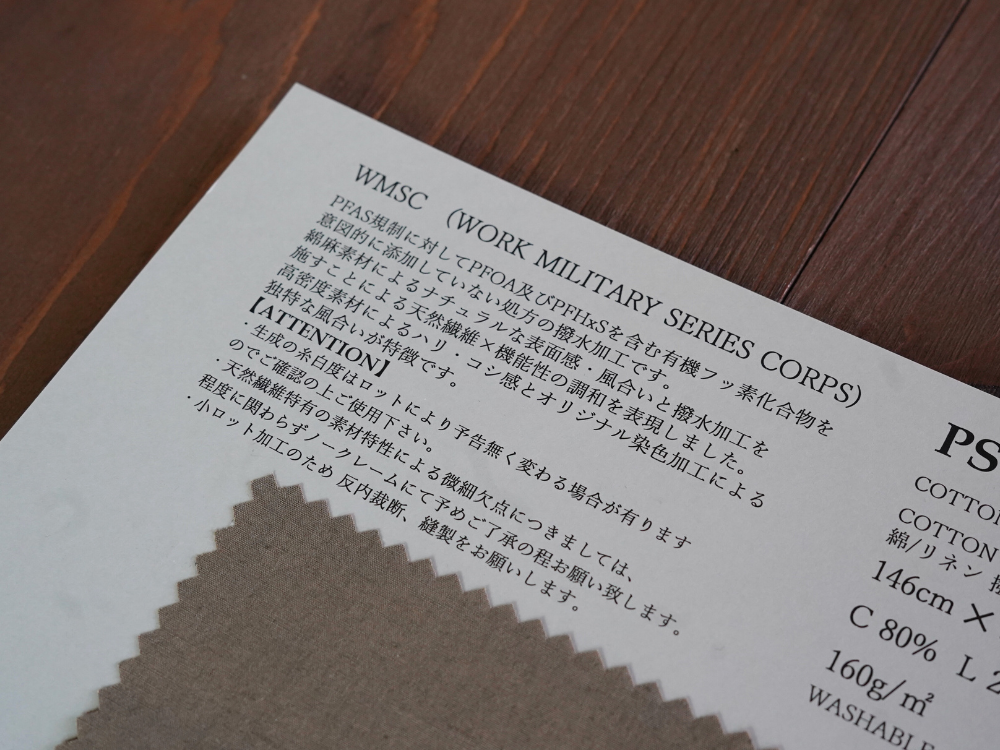 WMSC （WORK MILITARY SERIES CORPS）
PFAS規制に対してPFOA及びPFHxSを含む有機フッ素化合物を
意図的に添加していない処方の撥水加工です。
綿麻素材によるナチュラルな表面感・風合いと撥水加工を
施すことによる天然繊維×機能性の調和を表現しました。
高密度素材によるハリ・コシ感とオリジナル染色加工による
独特な風合いが特徴です。
【ATTENTION】
・生成の糸白度はロットにより予告無く変わる場合が有ります
のでご確認の上ご使用下さい。
・天然繊維特有の素材特性による微細欠点につきましては、
程度に関わらずノークレームにて予めご了承の程お願い致します。
・小ロット加工のため 反内裁断、縫製をお願いします。
PS
COTTON
COTTON
綿/リネン
146cm ×
C 80% L 2
160g/㎡
WASHABLE